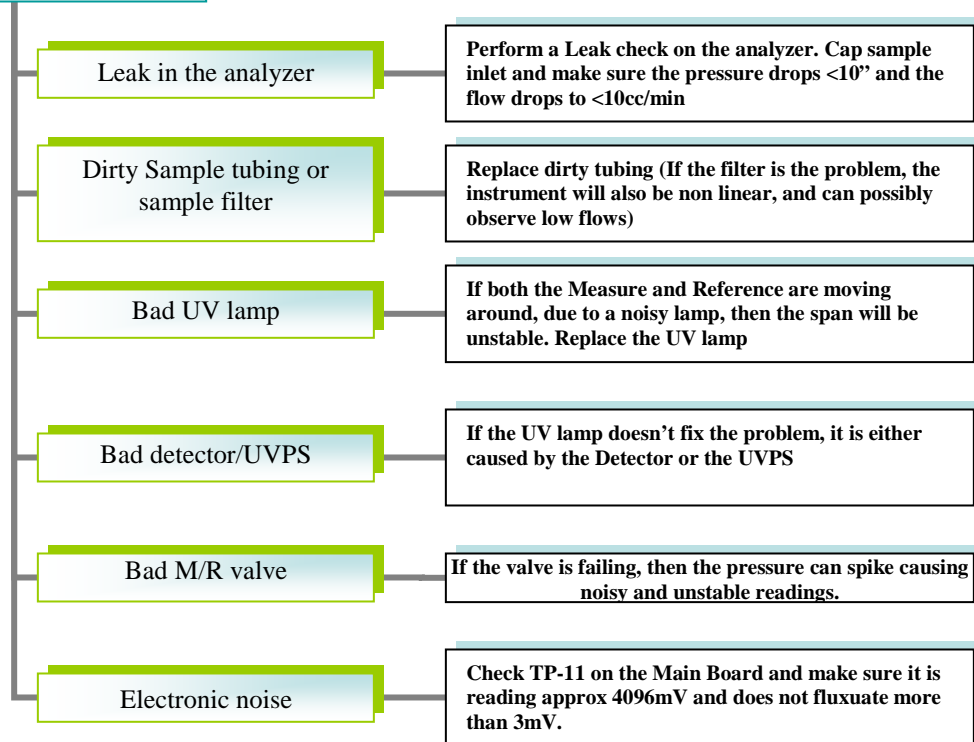 Leak in the analyzer
Perform a Leak check on the analyzer. Cap sample
inlet and make sure the pressure drops <10” and the
flow drops to <10cc/min
Dirty Sample tubing or
sample filter
Replace dirty tubing (If the filter is the problem, the
instrument will also be non linear, and can possibly
observe low flows)
Bad UV lamp
If both the Measure and Reference are moving
around, due to a noisy lamp, then the span will be
unstable. Replace the UV lamp
Bad detector/UVPS
If the UV lamp doesn’t fix the problem, it is either
caused by the Detector or the UVPS
Bad M/R valve
If the valve is failing, then the pressure can spike causing
noisy and unstable readings.
Electronic noise
Check TP-11 on the Main Board and make sure it is
reading approx 4096mV and does not fluxuate more
than 3mV.